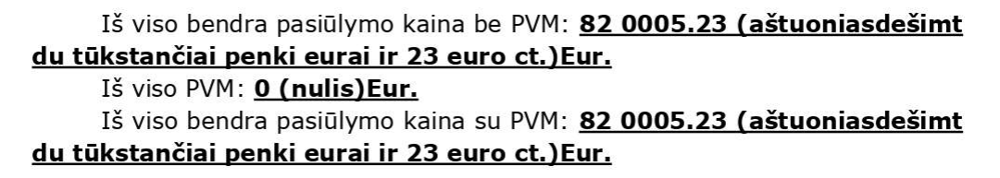 Iš viso bendra pasiūlymo kaina be PVM: 82 0005.23 (aštuoniasdešimt
du tūkstančiai penki eurai ir 23 euro ct.)Eur.
Iš viso PVM: 0 (nulis)Eur.
Iš viso bendra pasiūlymo kaina su PVM: 82 0005.23 (aštuoniasdešimt
du tūkstančiai penki eurai ir 23 euro ct.)Eur.